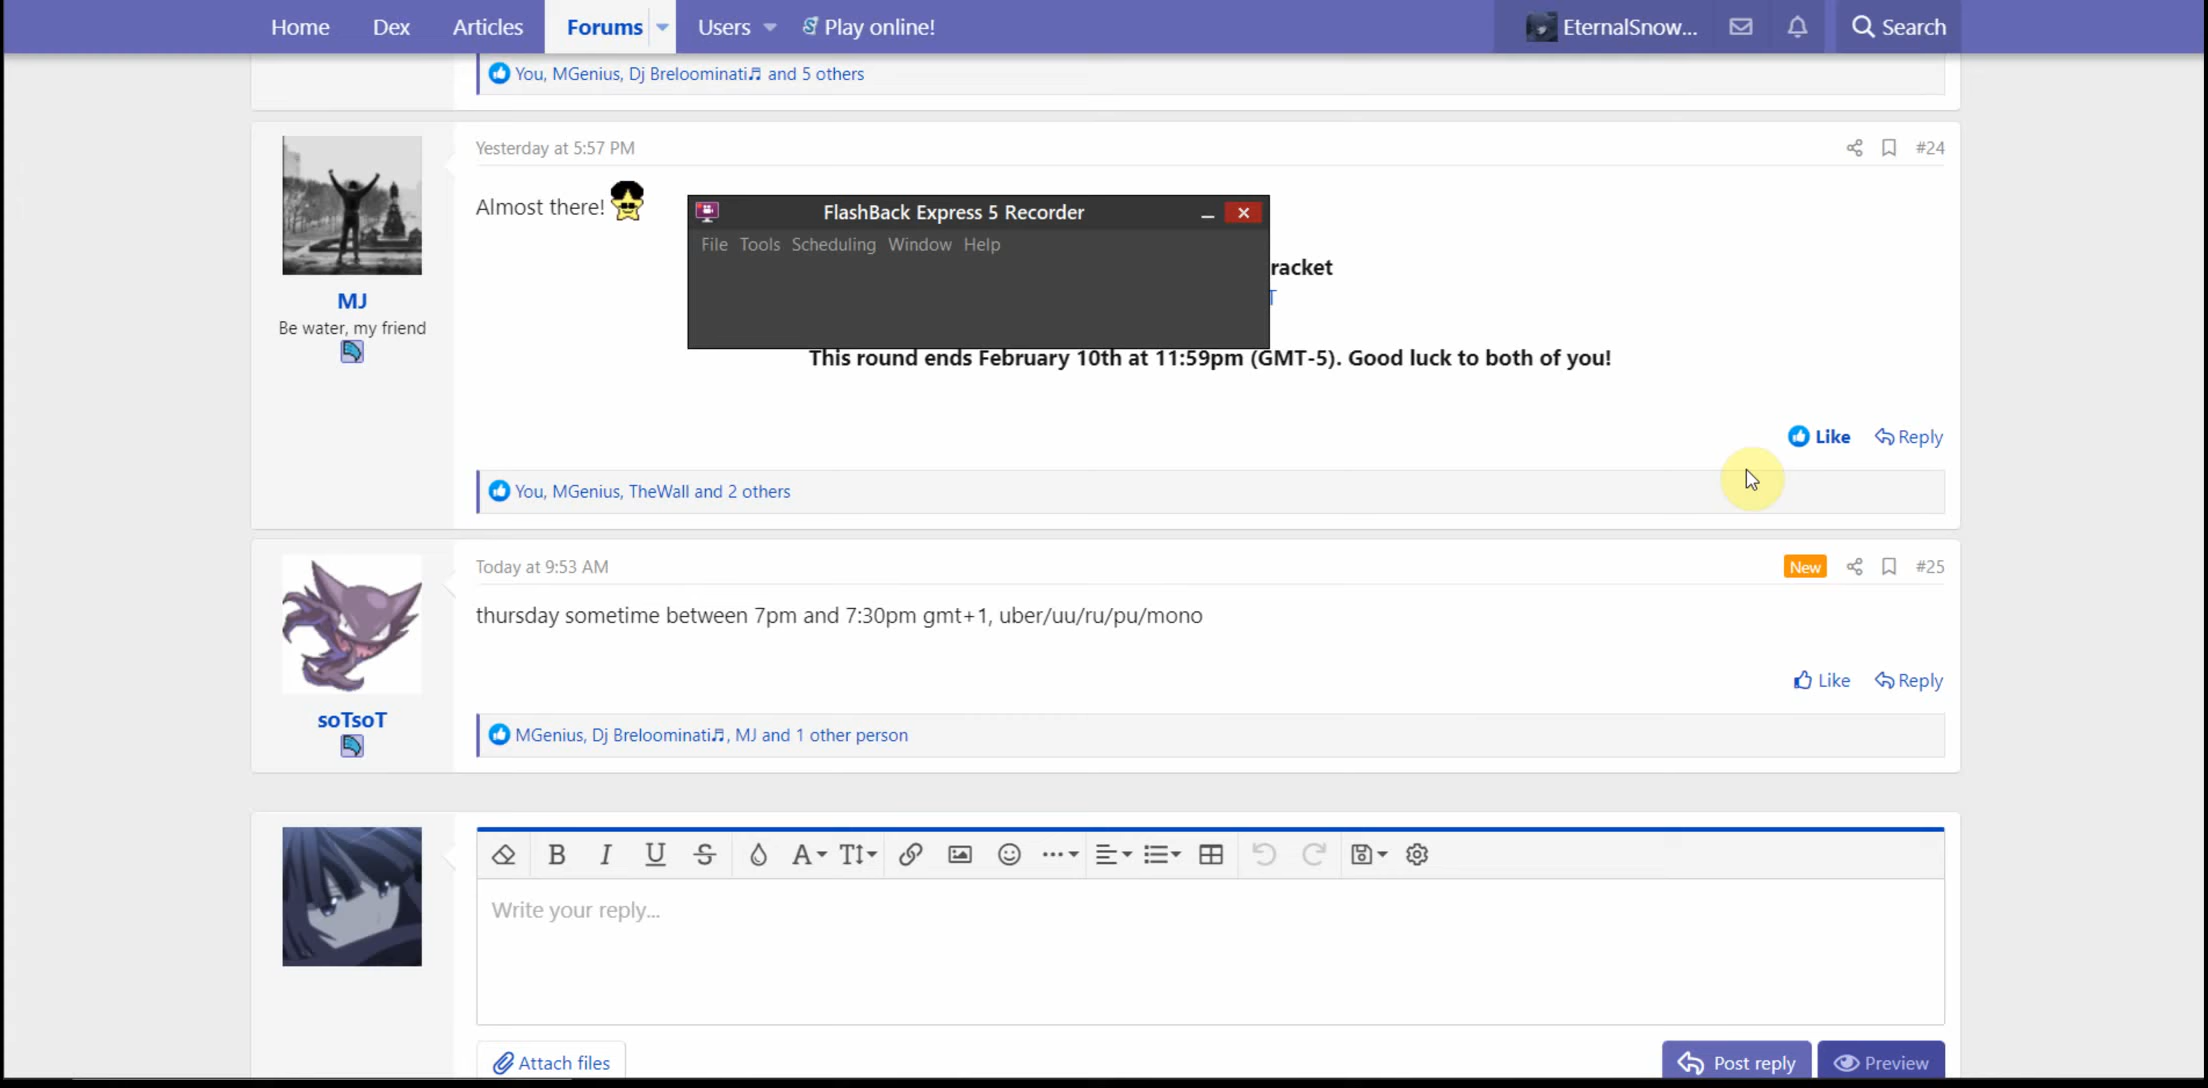 Home Dex Articles Forums Users Play online! EternalSnow... Search
You, MGenius, Dj Breloominati♬ and 5 others
Yesterday at 5:57 PM #24
Almost there!
FlashBack Express 5 Recorder
File Tools Scheduling Window Help
MJ
Be water, my friend
This round ends February 10th at 11:59pm (GMT-5). Good luck to both of you!
Like Reply
You, MGenius, TheWall and 2 others
Today at 9:53 AM New #25
thursday sometime between 7pm and 7:30pm gmt+1, uber/uu/ru/pu/mono
Like Reply
soTsoT
MGenius, Dj Breloominati♬, MJ and 1 other person
Write your reply...
Attach files Post reply Preview